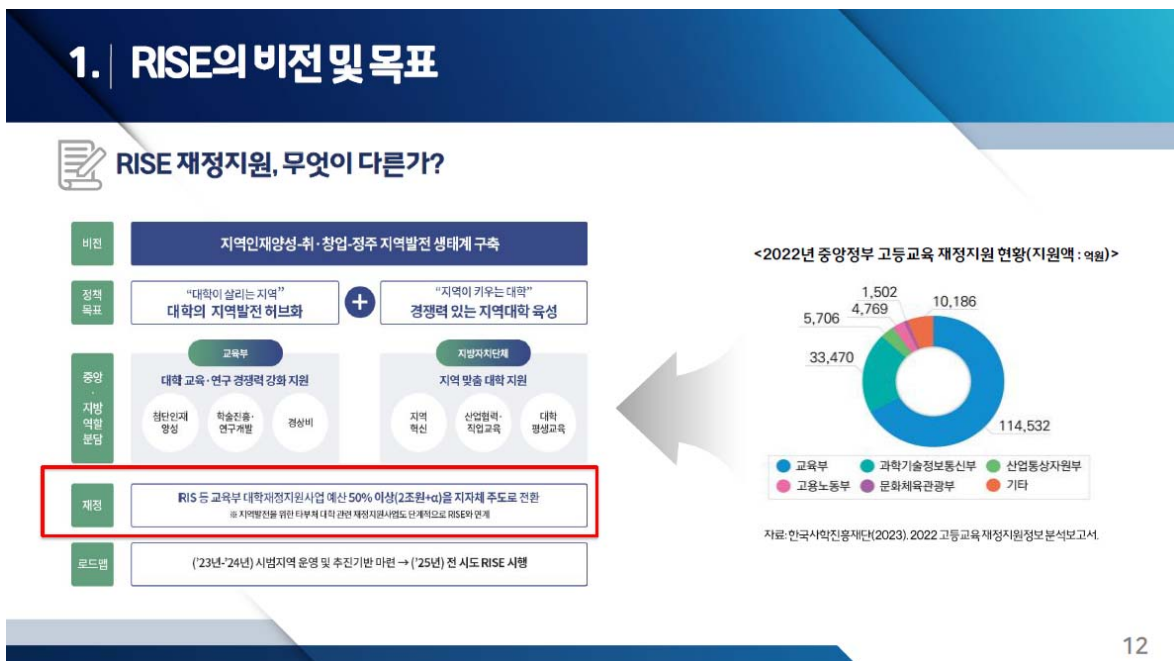 1. RISE의 비전 및 목표
RISE 재정지원, 무엇이 다른가?
비전
지역인재양성-취·창업-정주 지역발전 생태계 구축
정책
목표
“대학이 살리는 지역”
대학의 지역발전 허브화
+
“지역이 키우는 대학”
경쟁력 있는 지역대학 육성
중앙
·
지방
역할
분담
교육부
대학 교육·연구 경쟁력 강화 지원
첨단인재
양성
학술진흥·
연구개발
경상비
지방자치단체
지역 맞춤 대학 지원
지역
혁신
산업협력·
직업교육
대학
평생교육
재정
RIS 등 교육부 대학재정지원사업 예산 50% 이상(2조원+α)을 지자체 주도로 전환
※ 지역발전을 위한 타부처 대학 관련 재정지원사업도 단계적으로 RISE와 연계
로드맵
('23년-'24년) 시범지역 운영 및 추진기반 마련 → ('25년) 전 시도 RISE 시행
<2022년 중앙정부 고등교육 재정지원 현황(지원액 : 억원)>
1,502
10,186
4,769
5,706
33,470
114,532
교육부
과학기술정보통신부
산업통상자원부
고용노동부
문화체육관광부
기타
자료: 한국사학진흥재단(2023). 2022 고등교육 재정지원정보 분석보고서.
12